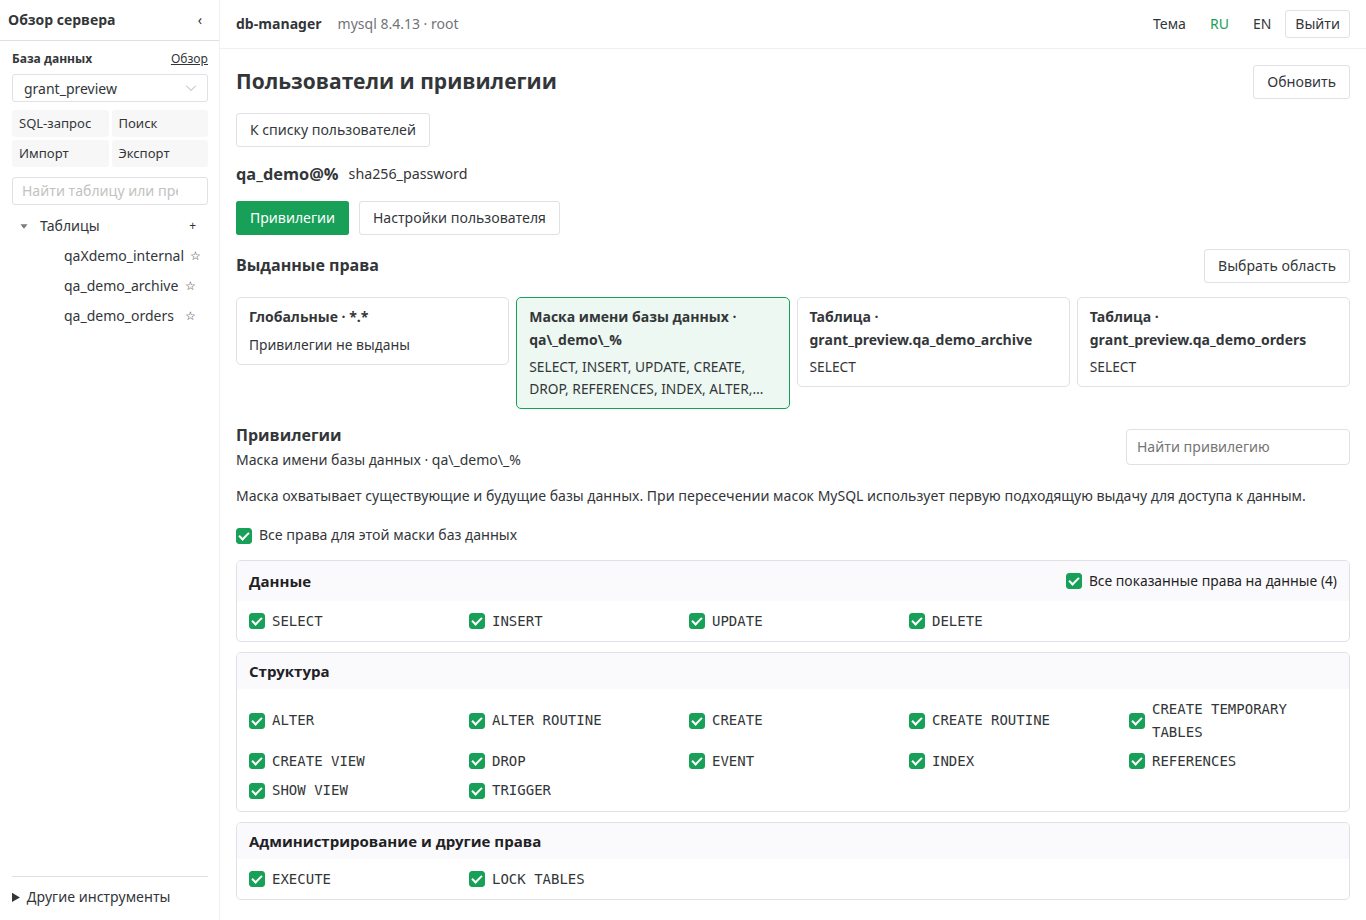 Обзор сервера ‹
База данных Обзор
grant_preview
SQL-запрос Поиск
Импорт Экспорт
Найти таблицу или пре
Таблицы +
qaXdemo_internal ☆
qa_demo_archive ☆
qa_demo_orders ☆
Другие инструменты
db-manager mysql 8.4.13 · root Тема RU EN Выйти
Пользователи и привилегии Обновить
К списку пользователей
qa_demo@% sha256_password
Привилегии Настройки пользователя
Выданные права Выбрать область
Глобальные · *.*
Привилегии не выданы
Маска имени базы данных ·
qa\_demo\_%
SELECT, INSERT, UPDATE, CREATE,
DROP, REFERENCES, INDEX, ALTER,...
Таблица ·
grant_preview.qa_demo_archive
SELECT
Таблица ·
grant_preview.qa_demo_orders
SELECT
Привилегии
Маска имени базы данных · qa\_demo\_%
Найти привилегию
Маска охватывает существующие и будущие базы данных. При пересечении масок MySQL использует первую подходящую выдачу для доступа к данным.
Все права для этой маски баз данных
Данные Все показанные права на данные (4)
SELECT INSERT UPDATE DELETE
Структура
ALTER ALTER ROUTINE CREATE CREATE ROUTINE CREATE TEMPORARY
TABLES
CREATE VIEW DROP EVENT INDEX REFERENCES
SHOW VIEW TRIGGER
Администрирование и другие права
EXECUTE LOCK TABLES